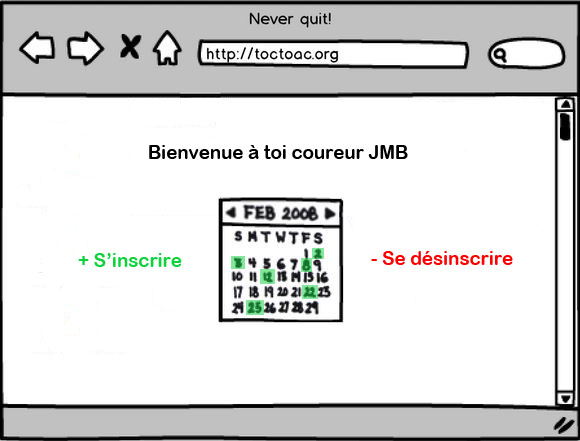 Never quit!
http://toctoac.org
Bienvenue à toi coureur JMB
FEB 2008
S M T W T F S
1 2
3 4 5 6 7 8 9
10 11 12 13 14 15 16
17 18 19 20 21 22 23
24 25 26 27 28 29
+ S'inscrire
- Se désinscrire